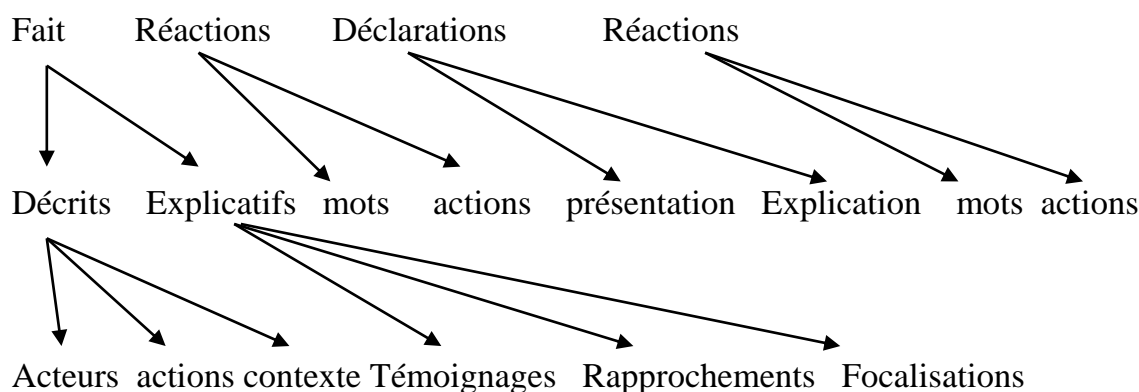 Fait Réactions Déclarations Réactions
Décrits Explicatifs mots actions présentation Explication mots actions
Acteurs actions contexte Témoignages Rapprochements Focalisations